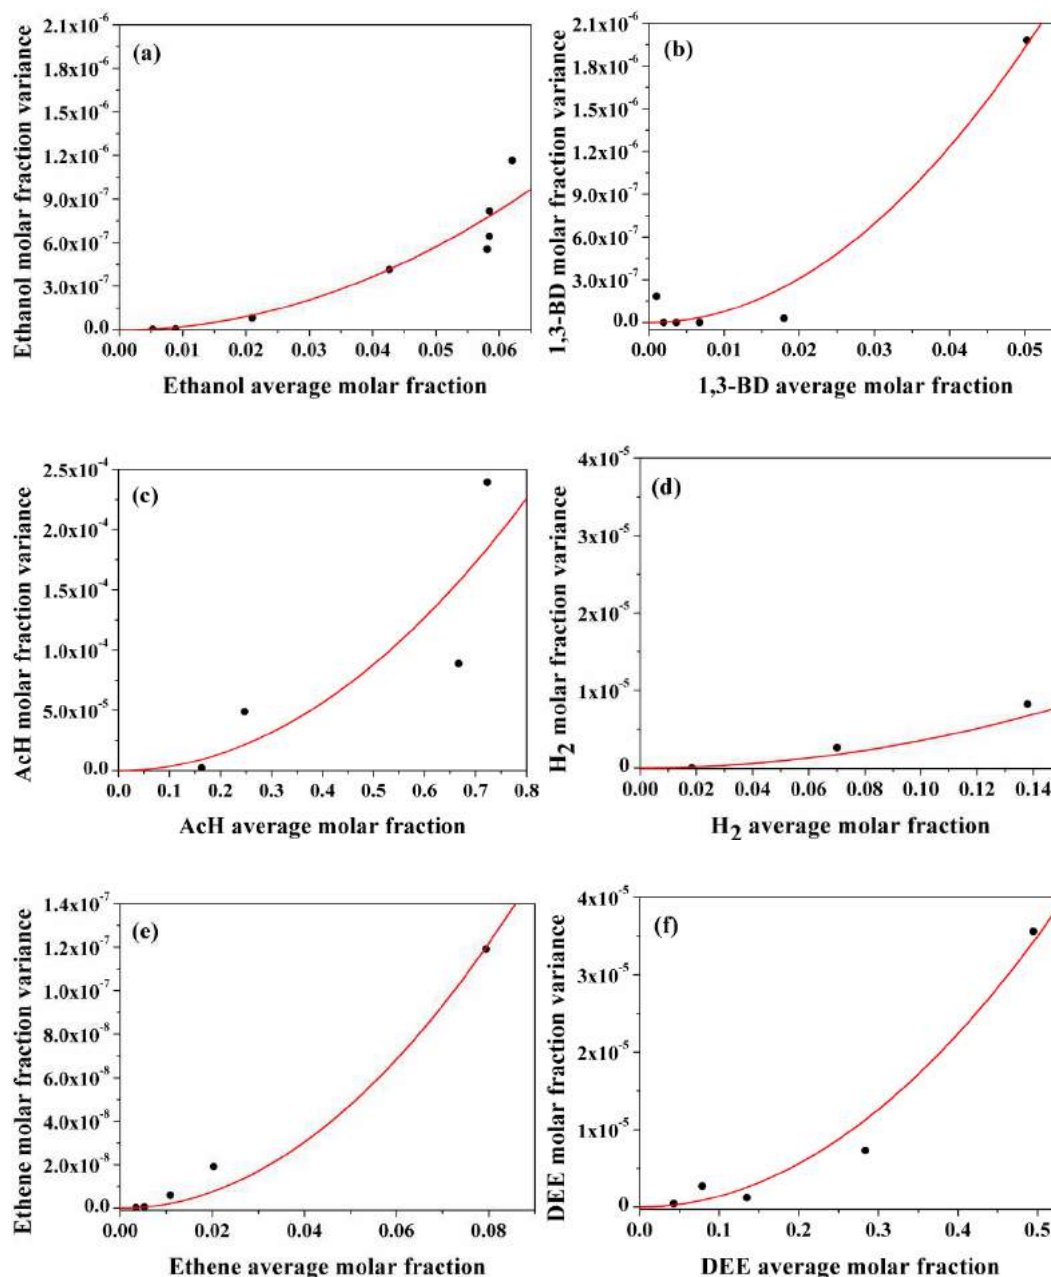 (a)
Ethanol molar fraction variance
2.1x10⁻⁶
1.8x10⁻⁶
1.5x10⁻⁶
1.2x10⁻⁶
9.0x10⁻⁷
6.0x10⁻⁷
3.0x10⁻⁷
0.0
0.00 0.01 0.02 0.03 0.04 0.05 0.06
Ethanol average molar fraction
(b)
1,3-BD molar fraction variance
2.1x10⁻⁶
1.8x10⁻⁶
1.5x10⁻⁶
1.2x10⁻⁶
9.0x10⁻⁷
6.0x10⁻⁷
3.0x10⁻⁷
0.0
0.00 0.01 0.02 0.03 0.04 0.05
1,3-BD average molar fraction
(c)
AcH molar fraction variance
2.5x10⁻⁴
2.0x10⁻⁴
1.5x10⁻⁴
1.0x10⁻⁴
5.0x10⁻⁵
0.0
0.0 0.1 0.2 0.3 0.4 0.5 0.6 0.7 0.8
AcH average molar fraction
(d)
H₂ molar fraction variance
4x10⁻⁵
3x10⁻⁵
2x10⁻⁵
1x10⁻⁵
0
0.00 0.02 0.04 0.06 0.08 0.10 0.12 0.14
H₂ average molar fraction
(e)
Ethene molar fraction variance
1.4x10⁻⁷
1.2x10⁻⁷
1.0x10⁻⁷
8.0x10⁻⁸
6.0x10⁻⁸
4.0x10⁻⁸
2.0x10⁻⁸
0.0
0.00 0.02 0.04 0.06 0.08
Ethene average molar fraction
(f)
DEE molar fraction variance
4x10⁻⁵
3x10⁻⁵
2x10⁻⁵
1x10⁻⁵
0
0.0 0.1 0.2 0.3 0.4 0.5
DEE average molar fraction